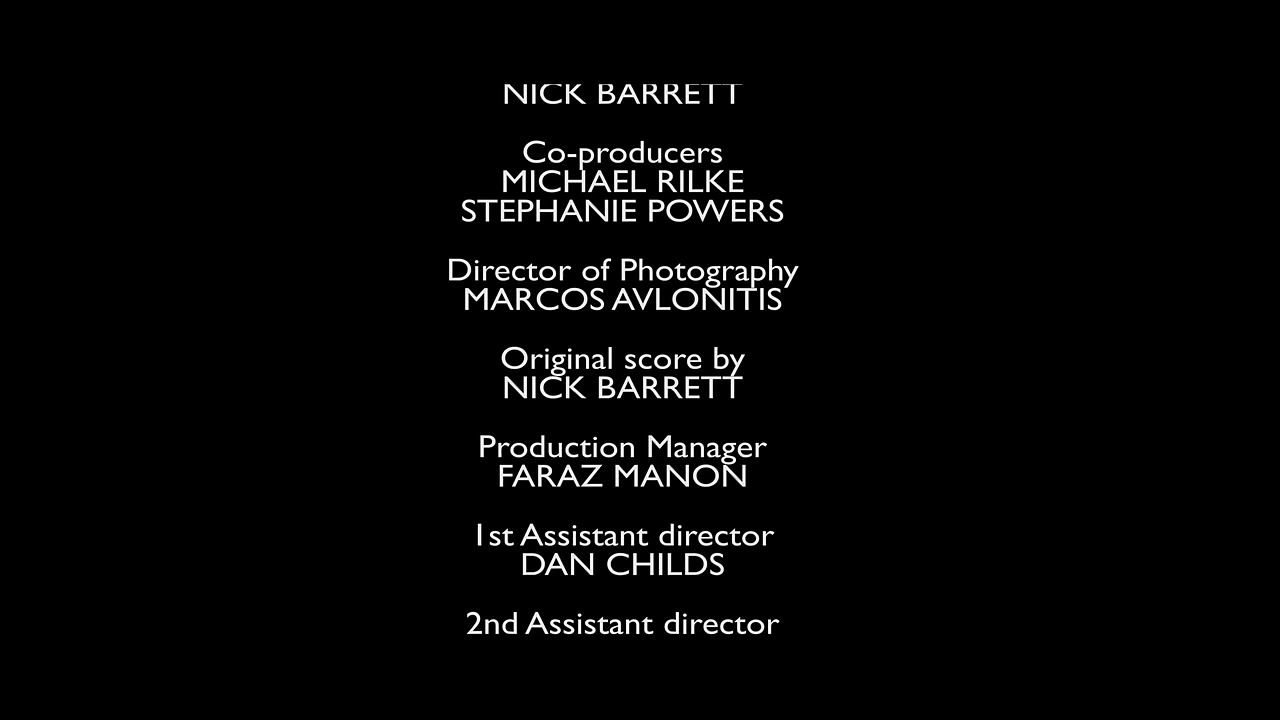 NICK BARRETT
Co-producers
MICHAEL RILKE
STEPHANIE POWERS
Director of Photography
MARCOS AVLONITIS
Original score by
NICK BARRETT
Production Manager
FARAZ MANON
1st Assistant director
DAN CHILDS
2nd Assistant director